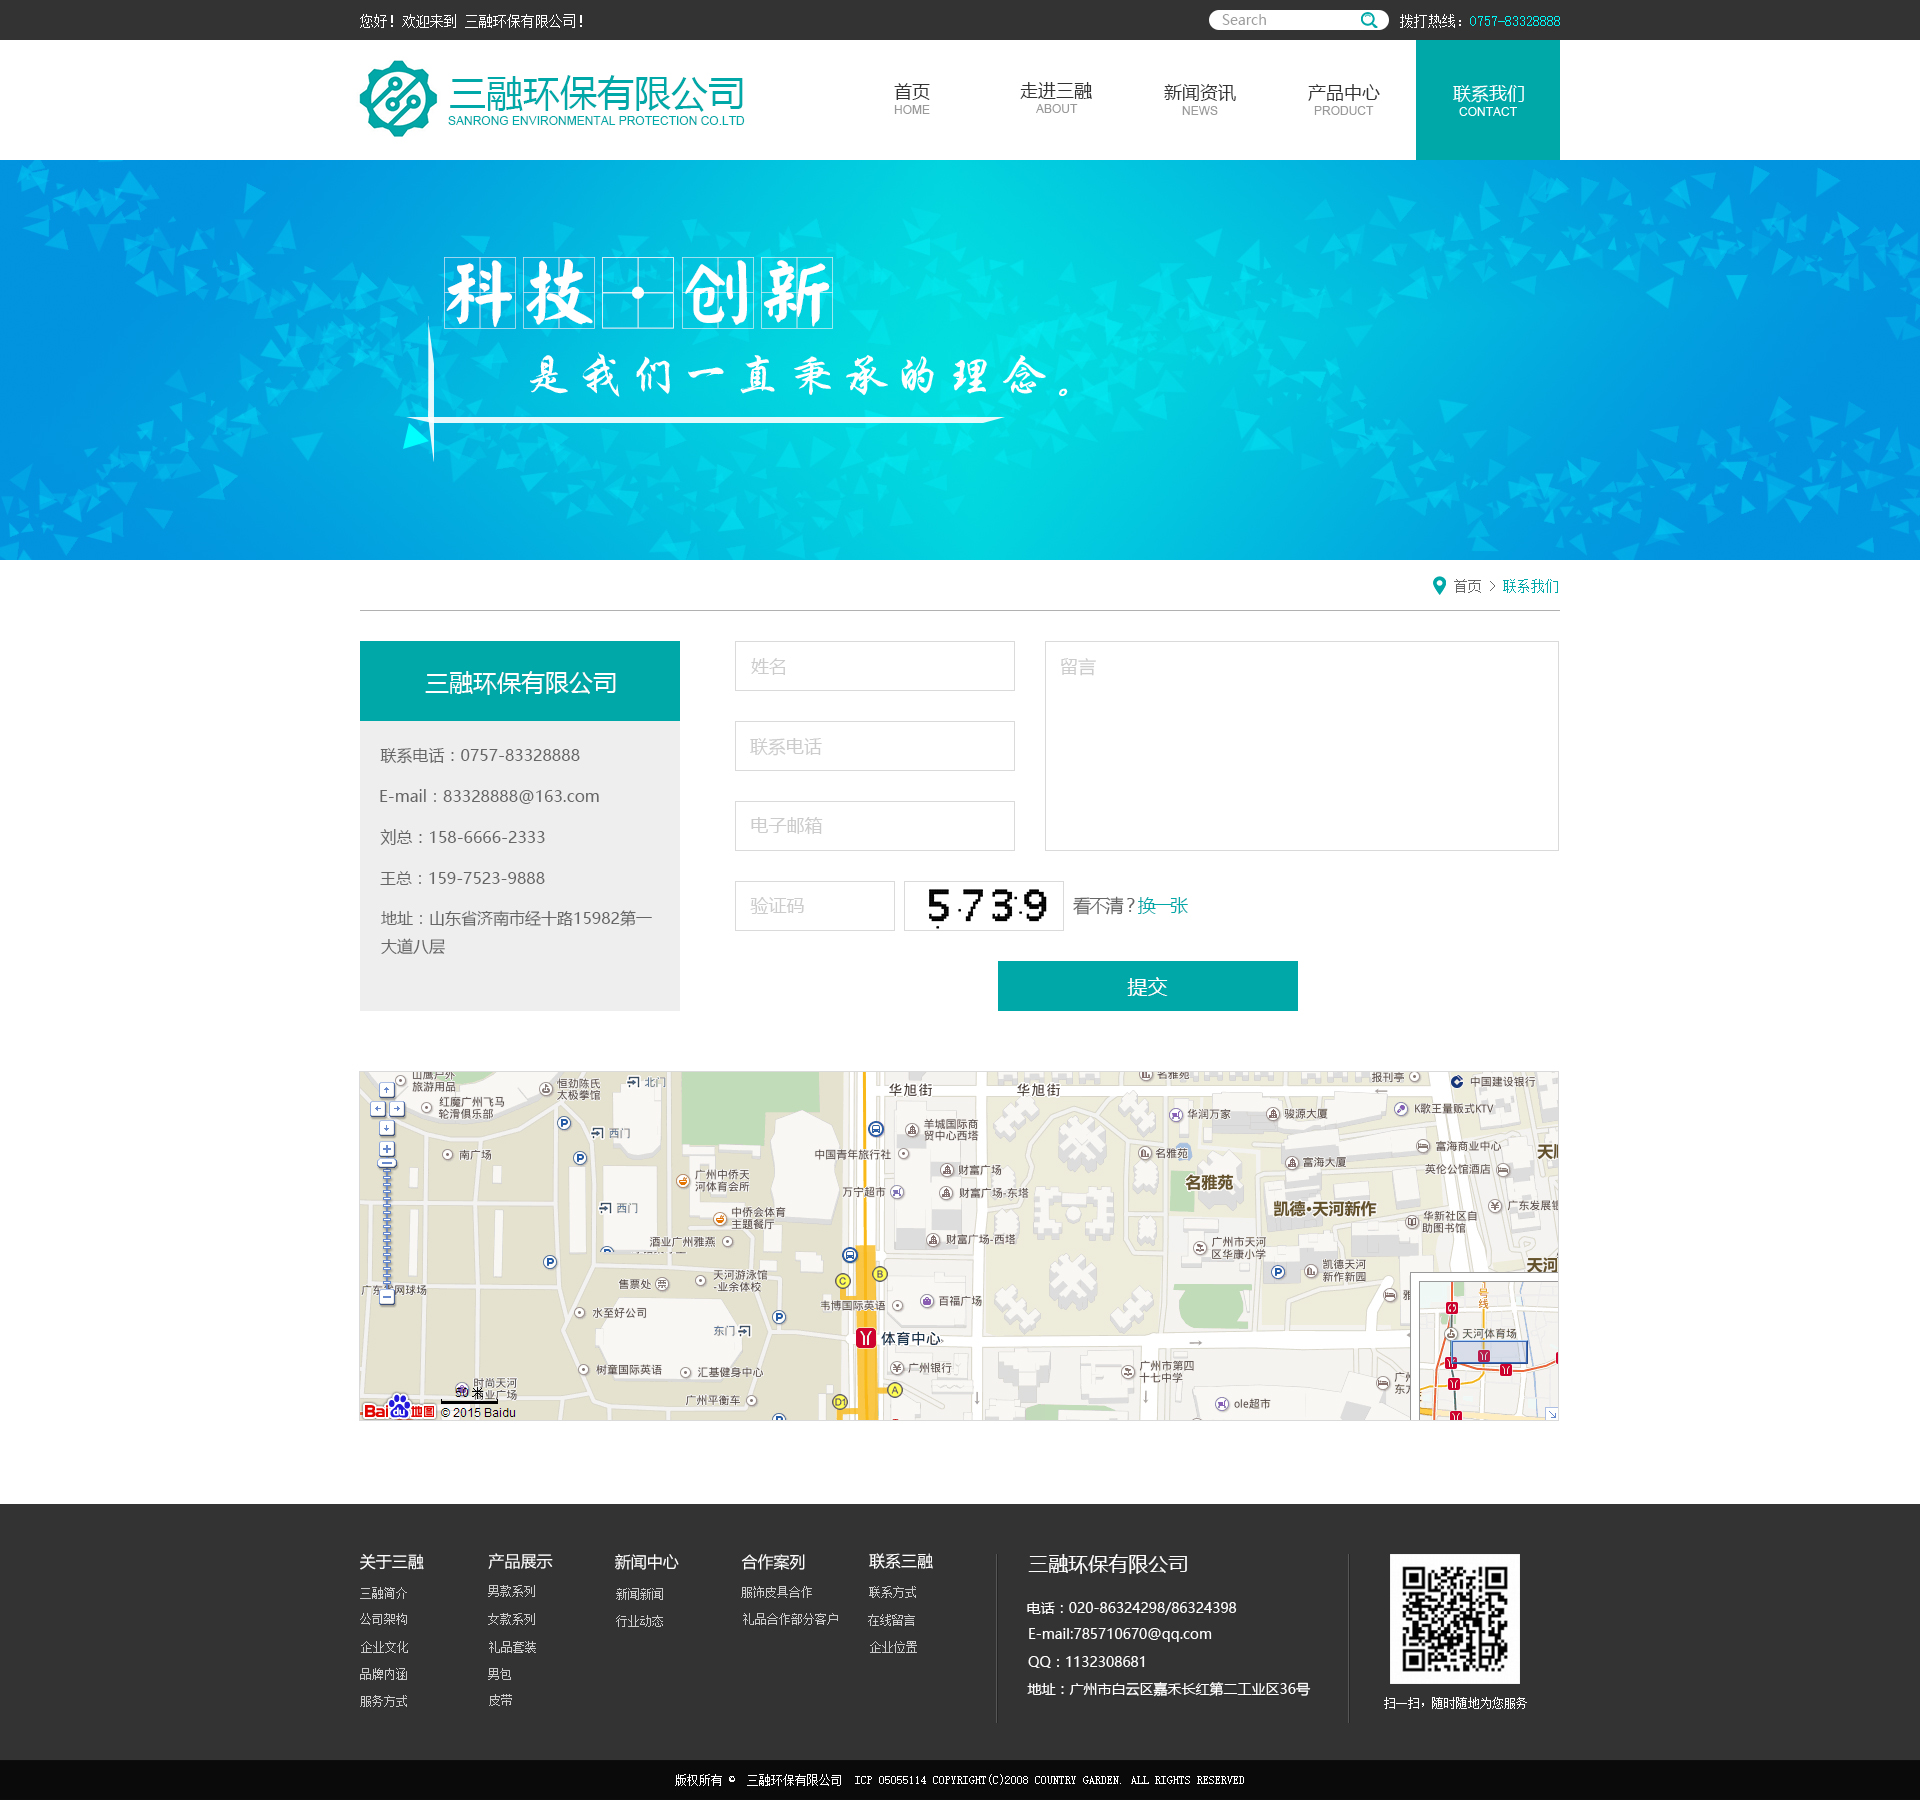 您好！欢迎来到 三融环保有限公司！
Search
拨打热线：0757-83328888
三融环保有限公司
SANRONG ENVIRONMENTAL PROTECTION CO.LTD
首页
HOME
走进三融
ABOUT
新闻资讯
NEWS
产品中心
PRODUCT
联系我们
CONTACT
科技·创新
是我们一直秉承的理念。
首页 > 联系我们
三融环保有限公司
联系电话：0757-83328888
E-mail：83328888@163.com
刘总：158-6666-2333
王总：159-7523-9888
地址：山东省济南市经十路15982第一
大道八层
姓名
联系电话
电子邮箱
留言
验证码
5739
看不清？换一张
提交
山鹰户外
旅游用品
恒劲陈氏
太极拳馆
北门
华旭街
华旭街
名雅苑
报刊亭
中国建设银行
红魔广州飞马
轮滑俱乐部
西门
羊城国际商
贸中心西塔
华润万家
骏源大厦
K歌王量贩式KTV
南广场
中国青年旅行社
财富广场
名雅苑
富海大厦
富海商业中心
英伦公馆酒店
广州中侨天
河体育会所
万宁超市
财富广场-东塔
名雅苑
凯德·天河新作
广东发展银
西门
中侨会体育
主题餐厅
华新社区自
助图书馆
酒业广州雅燕
财富广场-西塔
广州市天河
区华康小学
凯德天河
新作新园
天河
售票处
天河游泳馆
-业余体校
网球场
水至好公司
韦博国际英语
百福广场
C
B
东门
体育中心
号线
天河体育场
树童国际英语
汇基健身中心
广州银行
广州市第四
十七中学
时尚天河
业广场
广州平衡车
D1
A
ole超市
Bai du 地图
© 2015 Baidu
关于三融
三融简介
公司架构
企业文化
品牌内涵
服务方式
产品展示
男款系列
女款系列
礼品套装
男包
皮带
新闻中心
新闻新闻
行业动态
合作案列
服饰皮具合作
礼品合作部分客户
联系三融
联系方式
在线留言
企业位置
三融环保有限公司
电话：020-86324298/86324398
E-mail:785710670@qq.com
QQ：1132308681
地址：广州市白云区嘉禾长红第二工业区36号
扫一扫，随时随地为您服务
版权所有 © 三融环保有限公司 ICP 05055114 COPYRIGHT(C)2008 COUNTRY GARDEN. ALL RIGHTS RESERVED